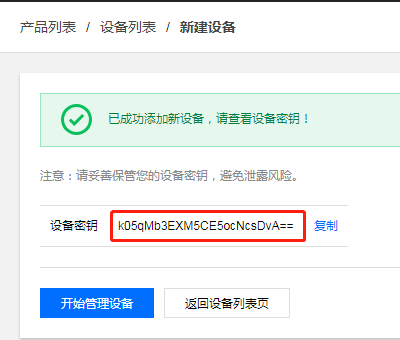 产品列表 / 设备列表 / 新建设备
已成功添加新设备，请查看设备密钥！
注意：请妥善保管您的设备密钥，避免泄露风险。
设备密钥 k05qMb3EXM5CE5ocNcsDvA== 复制
开始管理设备 返回设备列表页